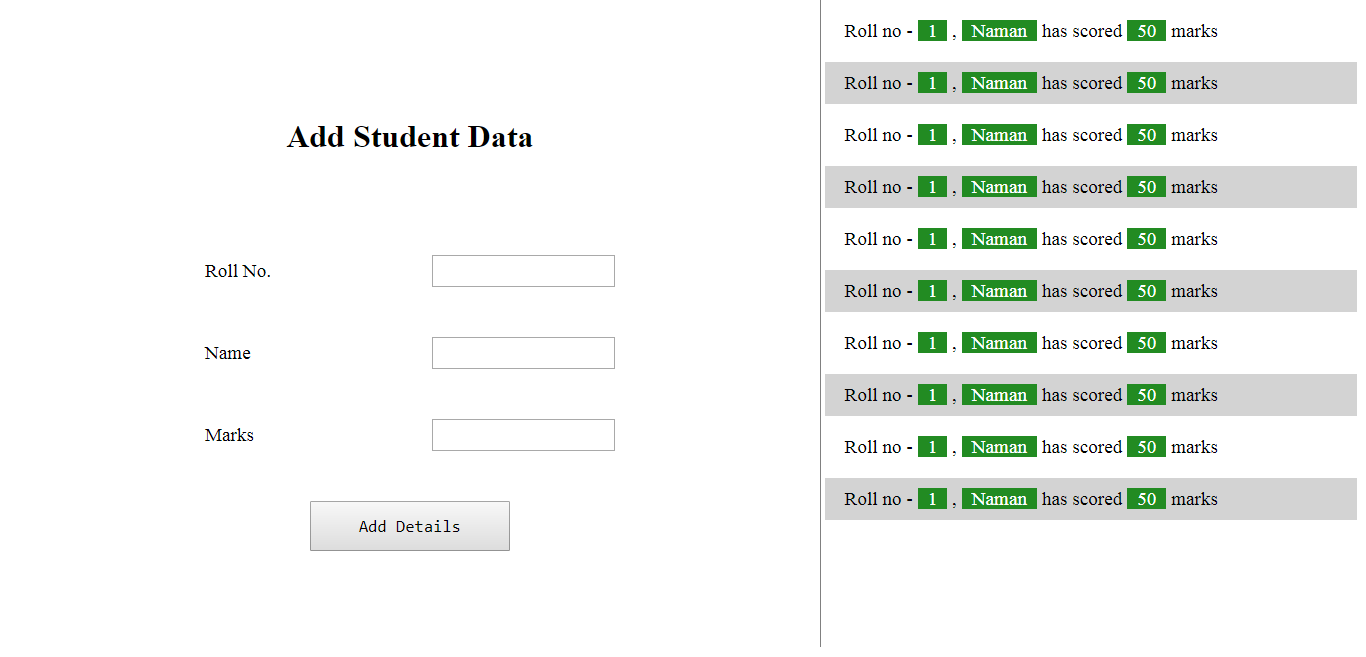 Add Student Data
Roll No.
Name
Marks
Add Details
Roll no - 1 , Naman has scored 50 marks
Roll no - 1 , Naman has scored 50 marks
Roll no - 1 , Naman has scored 50 marks
Roll no - 1 , Naman has scored 50 marks
Roll no - 1 , Naman has scored 50 marks
Roll no - 1 , Naman has scored 50 marks
Roll no - 1 , Naman has scored 50 marks
Roll no - 1 , Naman has scored 50 marks
Roll no - 1 , Naman has scored 50 marks
Roll no - 1 , Naman has scored 50 marks